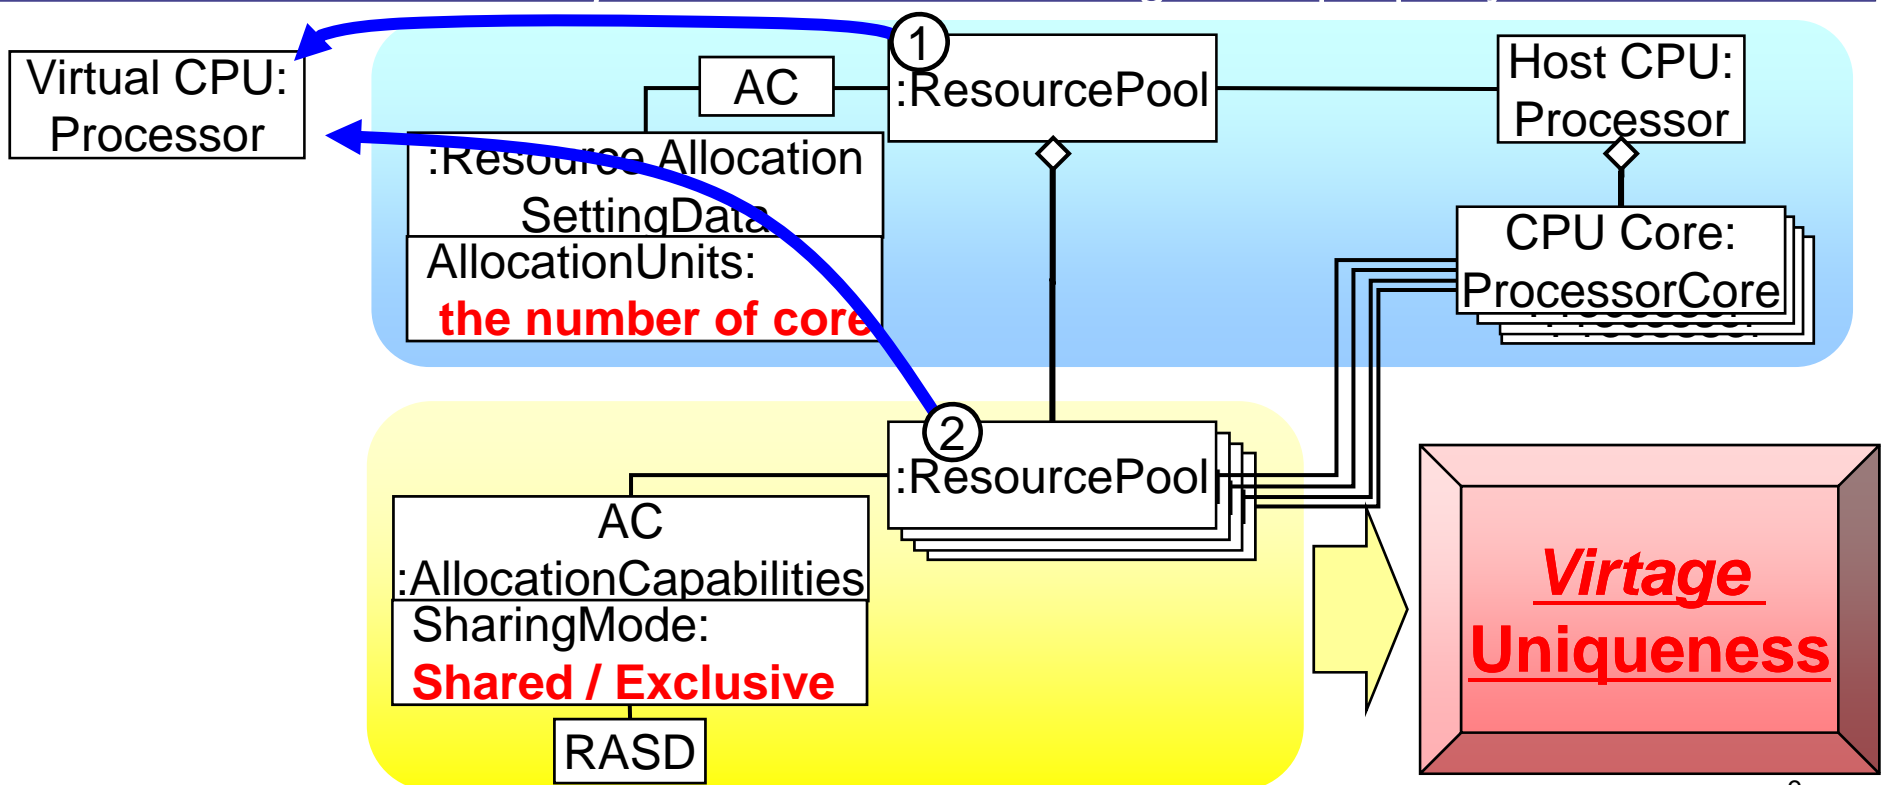 Virtual CPU:
Processor
AC
1
:ResourcePool
Host CPU:
Processor
:Resource Allocation
SettingData
AllocationUnits:
the number of core
CPU Core:
ProcessorCore
2
:ResourcePool
AC
:AllocationCapabilities
SharingMode:
Shared / Exclusive
RASD
Virtage
Uniqueness